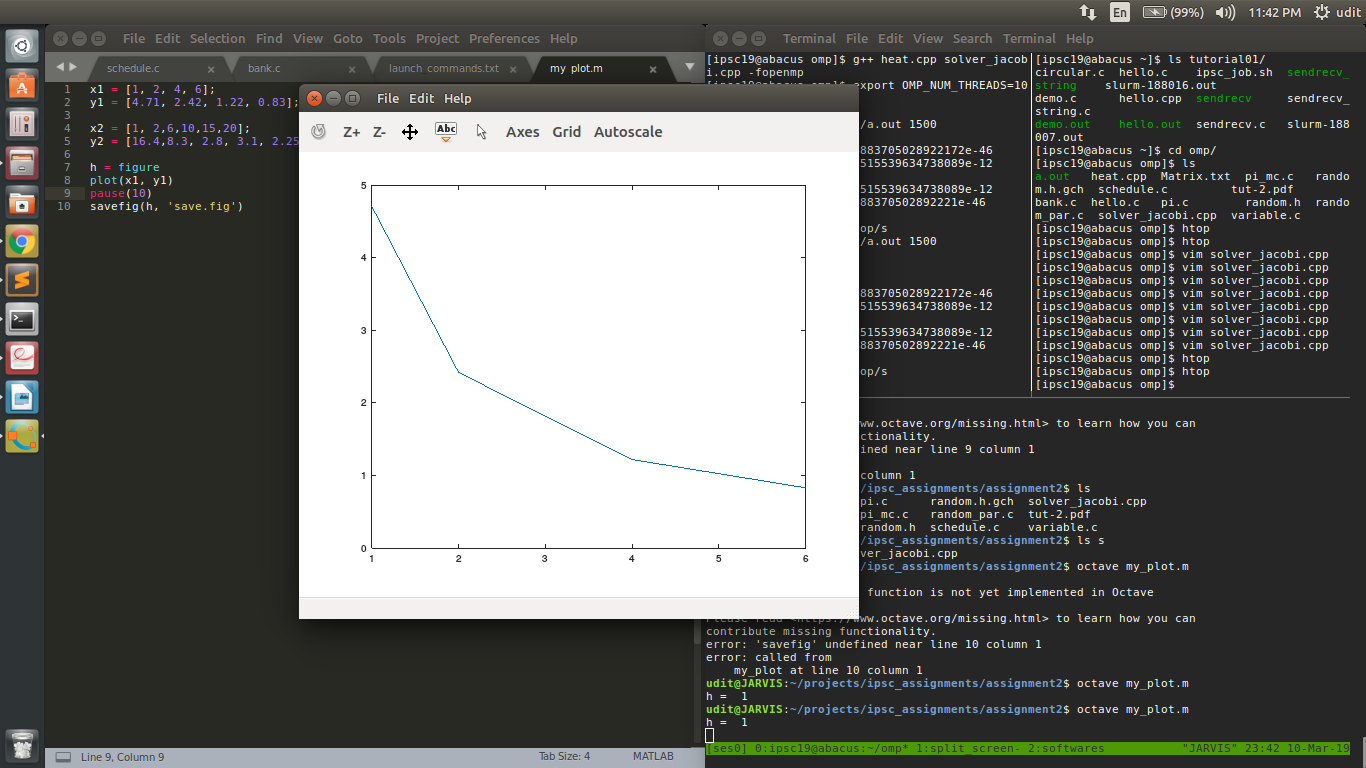 En (99%) 11:42 PM udit
File Edit Selection Find View Goto Tools Project Preferences Help
schedule.c bank.c launch commands.txt my plot.m
1 x1 = [1, 2, 4, 6];
2 y1 = [4.71, 2.42, 1.22, 0.83];
3
4 x2 = [1, 2,6,10,15,20];
5 y2 = [16.4,8.3, 2.8, 3.1, 2.25
6
7 h = figure
8 plot(x1, y1)
9 pause(10)
10 savefig(h, 'save.fig')
Line 9, Column 9 Tab Size: 4 MATLAB
File Edit Help
Z+ Z- Abc Axes Grid Autoscale
5
4
3
2
1
0
1 2 3 4 5 6
Terminal File Edit View Search Terminal Help
[ipsc19@abacus omp]$ g++ heat.cpp solver_jacob
i.cpp -fopenmp
export OMP_NUM_THREADS=10
/a.out 1500
883705028922172e-46
515539634738089e-12
515539634738089e-12
88370502892221e-46
op/s
/a.out 1500
883705028922172e-46
515539634738089e-12
515539634738089e-12
88370502892221e-46
op/s
[ipsc19@abacus ~]$ ls tutorial01/
circular.c hello.c ipsc_job.sh sendrecv_
string slurm-188016.out
demo.c hello.cpp sendrecv sendrecv_
string.c
demo.out hello.out sendrecv.c slurm-188
007.out
[ipsc19@abacus ~]$ cd omp/
[ipsc19@abacus omp]$ ls
a.out heat.cpp Matrix.txt pi_mc.c rando
m.h.gch schedule.c tut-2.pdf
bank.c hello.c pi.c random.h rando
m_par.c solver_jacobi.cpp variable.c
[ipsc19@abacus omp]$ htop
[ipsc19@abacus omp]$ htop
[ipsc19@abacus omp]$ vim solver_jacobi.cpp
[ipsc19@abacus omp]$ vim solver_jacobi.cpp
[ipsc19@abacus omp]$ vim solver_jacobi.cpp
[ipsc19@abacus omp]$ vim solver_jacobi.cpp
[ipsc19@abacus omp]$ vim solver_jacobi.cpp
[ipsc19@abacus omp]$ vim solver_jacobi.cpp
[ipsc19@abacus omp]$ vim solver_jacobi.cpp
[ipsc19@abacus omp]$ vim solver_jacobi.cpp
[ipsc19@abacus omp]$ htop
[ipsc19@abacus omp]$ htop
[ipsc19@abacus omp]$
ww.octave.org/missing.html> to learn how you can
ctionality.
ined near line 9 column 1
column 1
/ipsc_assignments/assignment2$ ls
pi.c random.h.gch solver_jacobi.cpp
pi_mc.c random_par.c tut-2.pdf
random.h schedule.c variable.c
/ipsc_assignments/assignment2$ ls s
ver_jacobi.cpp
/ipsc_assignments/assignment2$ octave my_plot.m
function is not yet implemented in Octave
Please read <https://www.octave.org/missing.html> to learn how you can
contribute missing functionality.
error: 'savefig' undefined near line 10 column 1
error: called from
my_plot at line 10 column 1
udit@JARVIS:~/projects/ipsc_assignments/assignment2$ octave my_plot.m
h = 1
udit@JARVIS:~/projects/ipsc_assignments/assignment2$ octave my_plot.m
h = 1
[ses0] 0:ipsc19@abacus:~/omp* 1:split_screen- 2:softwares "JARVIS" 23:42 10-Mar-19